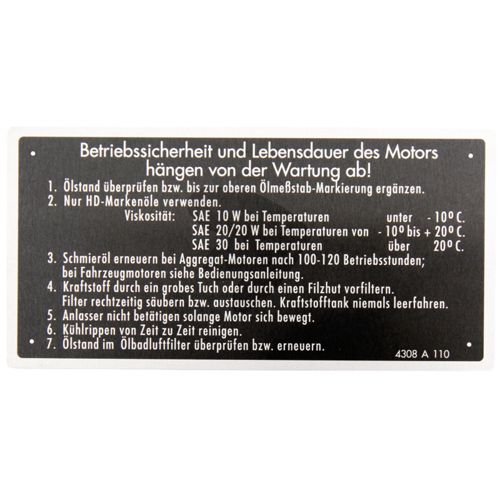 Betriebssicherheit und Lebensdauer des Motors
hängen von der Wartung ab!
1. Ölstand überprüfen bzw. bis zur oberen Ölmeßstab-Markierung ergänzen.
2. Nur HD-Markenöle verwenden.
Viskosität: SAE 10 W bei Temperaturen unter - 10° C.
SAE 20/20 W bei Temperaturen von - 10° bis + 20° C.
SAE 30 bei Temperaturen über 20° C.
3. Schmieröl erneuern bei Aggregat-Motoren nach 100-120 Betriebsstunden;
bei Fahrzeugmotoren siehe Bedienungsanleitung.
4. Kraftstoff durch ein grobes Tuch oder durch einen Filzhut vorfiltern.
Filter rechtzeitig säubern bzw. austauschen. Kraftstofftank niemals leerfahren.
5. Anlasser nicht betätigen solange Motor sich bewegt.
6. Kühlrippen von Zeit zu Zeit reinigen.
7. Ölstand im Ölbadluftfilter überprüfen bzw. erneuern.
4308 A 110